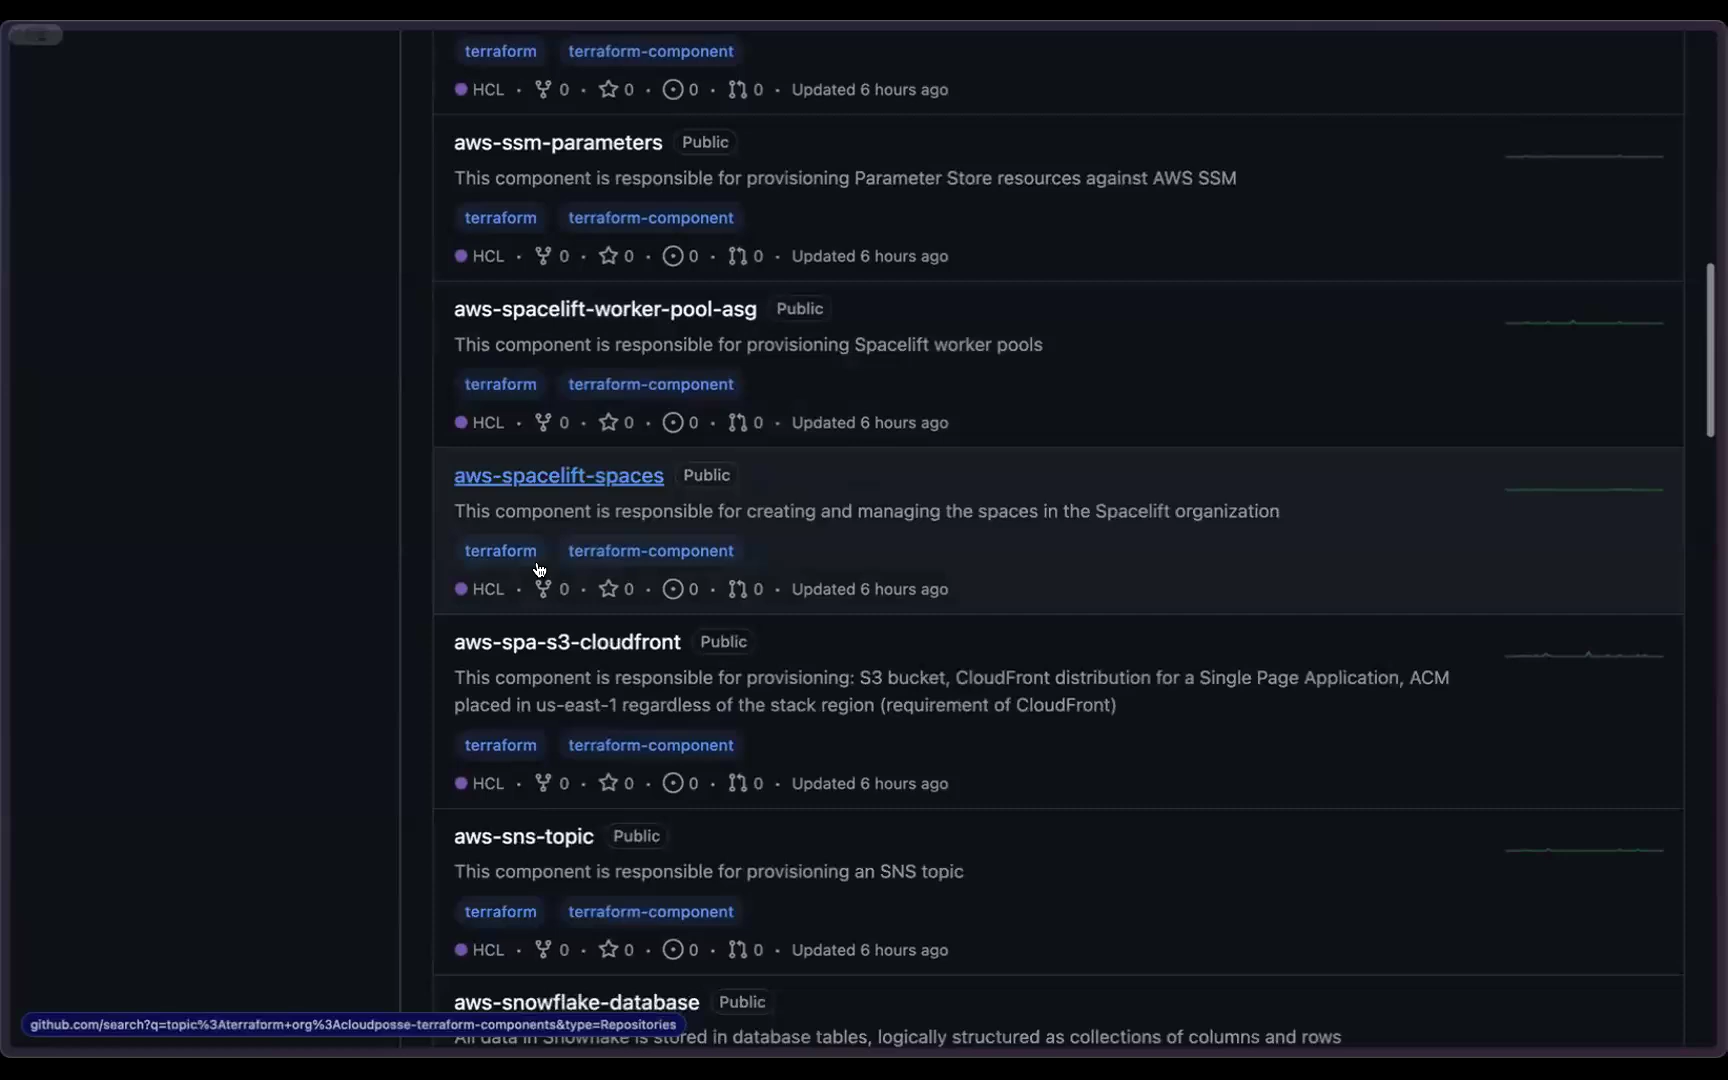 terraform terraform-component
HCL · 0 · 0 · 0 · 0 · Updated 6 hours ago
aws-ssm-parameters Public
This component is responsible for provisioning Parameter Store resources against AWS SSM
terraform terraform-component
HCL · 0 · 0 · 0 · 0 · Updated 6 hours ago
aws-spacelift-worker-pool-asg Public
This component is responsible for provisioning Spacelift worker pools
terraform terraform-component
HCL · 0 · 0 · 0 · 0 · Updated 6 hours ago
aws-spacelift-spaces Public
This component is responsible for creating and managing the spaces in the Spacelift organization
terraform terraform-component
HCL · 0 · 0 · 0 · 0 · Updated 6 hours ago
aws-spa-s3-cloudfront Public
This component is responsible for provisioning: S3 bucket, CloudFront distribution for a Single Page Application, ACM
placed in us-east-1 regardless of the stack region (requirement of CloudFront)
terraform terraform-component
HCL · 0 · 0 · 0 · 0 · Updated 6 hours ago
aws-sns-topic Public
This component is responsible for provisioning an SNS topic
terraform terraform-component
HCL · 0 · 0 · 0 · 0 · Updated 6 hours ago
aws-snowflake-database Public
All data in Snowflake is stored in database tables, logically structured as collections of columns and rows
github.com/search?q=topic%3Aterraform+org%3Acloudposse-terraform-components&type=Repositories